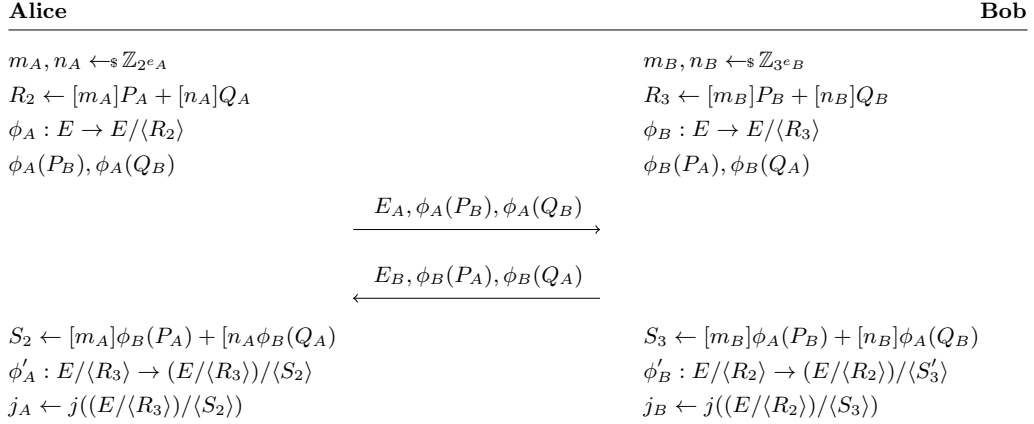 Alice Bob
m_A, n_A ←$ ℤ_{2^{e_A}} m_B, n_B ←$ ℤ_{3^{e_B}}
R_2 ← [m_A]P_A + [n_A]Q_A R_3 ← [m_B]P_B + [n_B]Q_B
ϕ_A : E → E/⟨R_2⟩ ϕ_B : E → E/⟨R_3⟩
ϕ_A(P_B), ϕ_A(Q_B) ϕ_B(P_A), ϕ_B(Q_A)
E_A, ϕ_A(P_B), ϕ_A(Q_B)
E_B, ϕ_B(P_A), ϕ_B(Q_A)
S_2 ← [m_A]ϕ_B(P_A) + [n_Aϕ_B(Q_A) S_3 ← [m_B]ϕ_A(P_B) + [n_B]ϕ_A(Q_B)
ϕ′_A : E/⟨R_3⟩ → (E/⟨R_3⟩)/⟨S_2⟩ ϕ′_B : E/⟨R_2⟩ → (E/⟨R_2⟩)/⟨S′_3⟩
j_A ← j((E/⟨R_3⟩)/⟨S_2⟩) j_B ← j((E/⟨R_2⟩)/⟨S_3⟩)